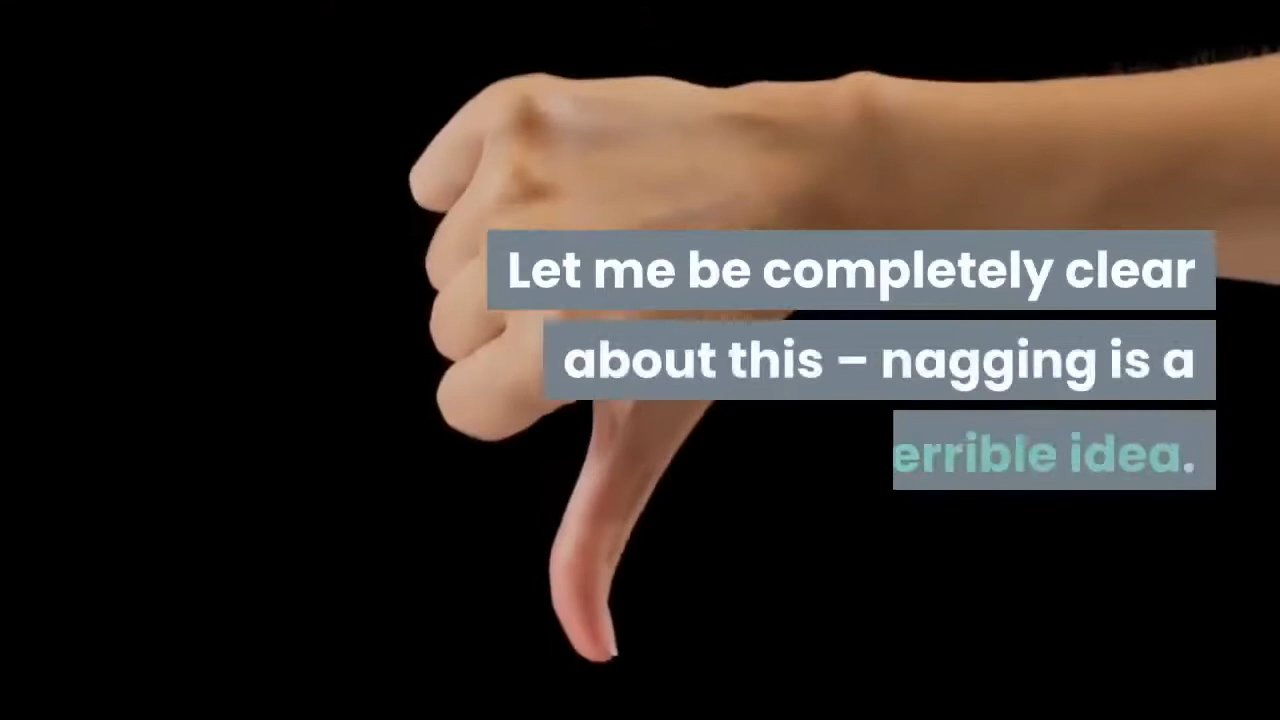 Let me be completely clear
about this – nagging is a
errible idea.